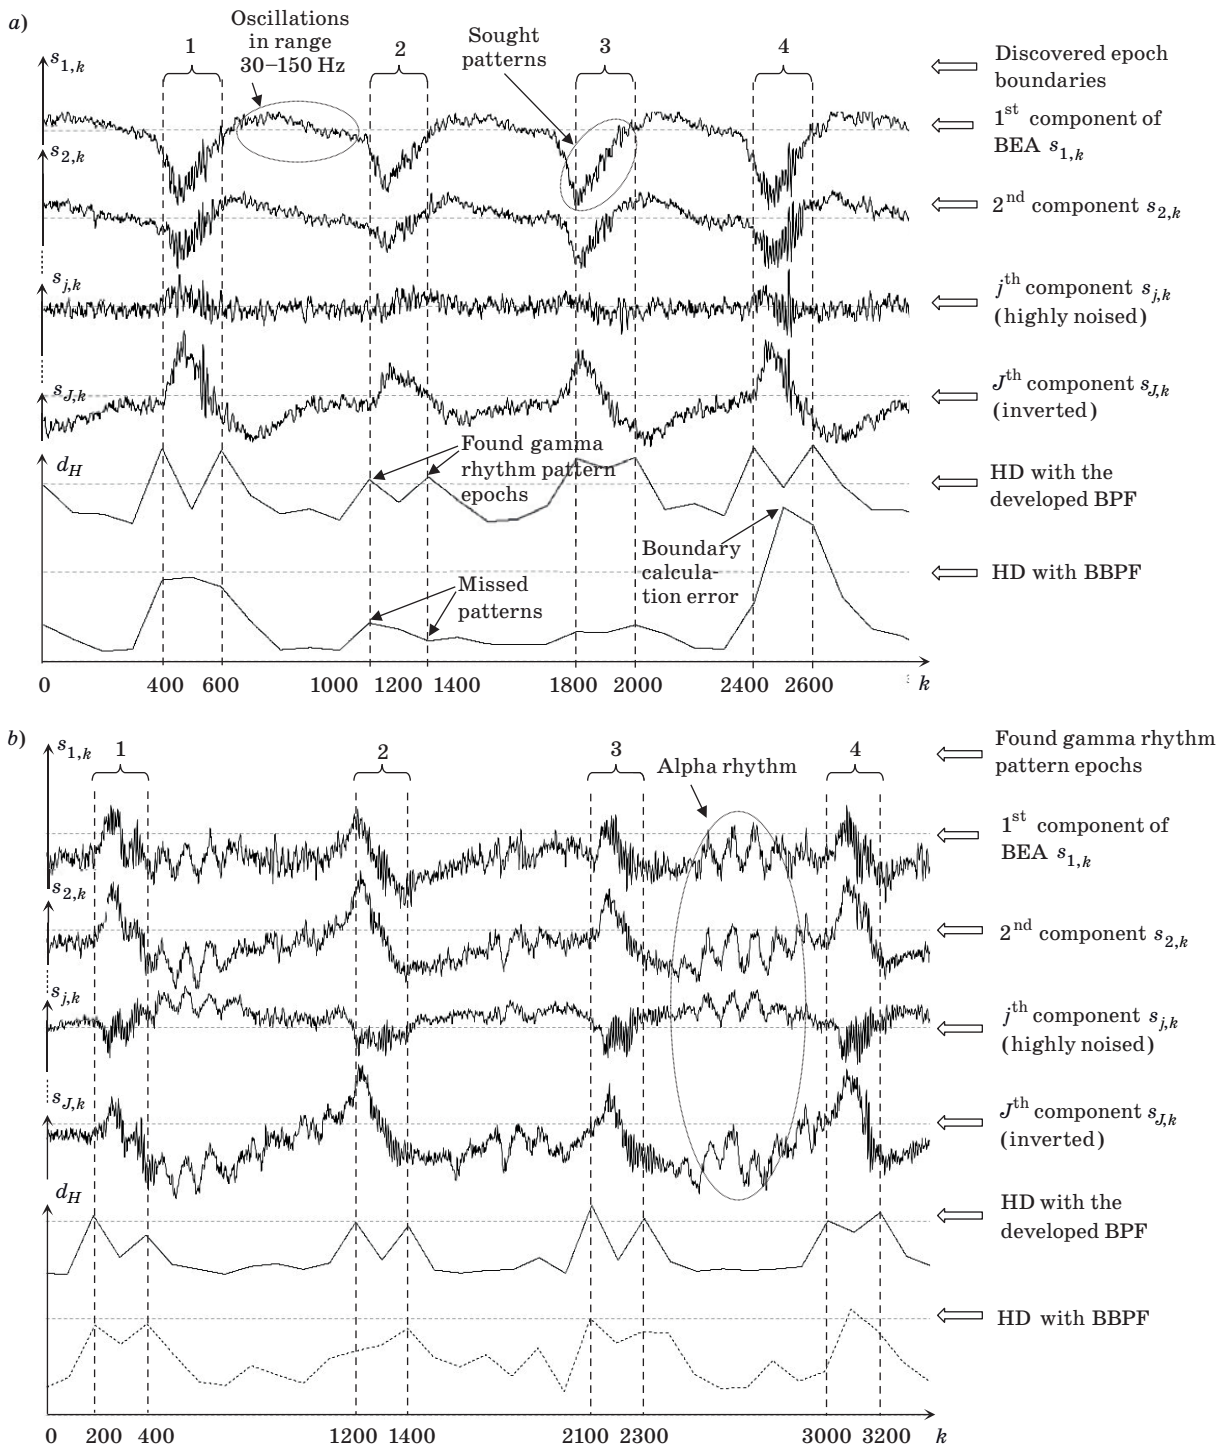 a)
Oscillations
in range
30–150 Hz
Sought
patterns
1
2
3
4
s1,k
Discovered epoch
boundaries
1st component of
BEA s1,k
s2,k
2nd component s2,k
sj,k
jth component sj,k
(highly noised)
sJ,k
Jth component sJ,k
(inverted)
dH
Found gamma
rhythm pattern
epochs
HD with the
developed BPF
Boundary
calcula-
tion error
HD with BBPF
Missed
patterns
0 400 600 1000 1200 1400 1800 2000 2400 2600 k
b)
s1,k
1
2
3
4
Alpha rhythm
Found gamma rhythm
pattern epochs
1st component of
BEA s1,k
s2,k
2nd component s2,k
sj,k
jth component sj,k
(highly noised)
sJ,k
Jth component sJ,k
(inverted)
dH
HD with the
developed BPF
HD with BBPF
0 200 400 1200 1400 2100 2300 3000 3200 k